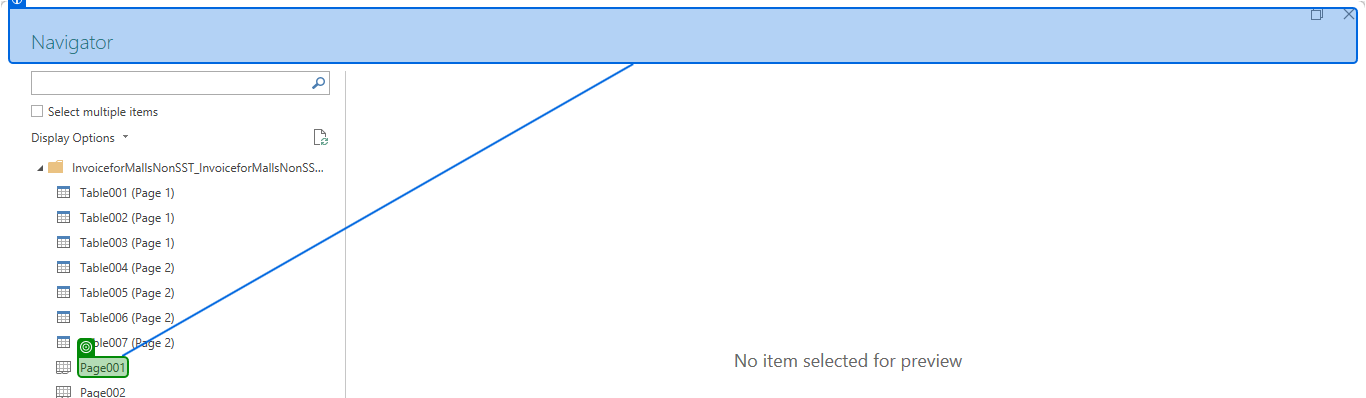 Navigator
Select multiple items
Display Options
InvoiceforMallsNonSST_InvoiceforMallsNonSS...
Table001 (Page 1)
Table002 (Page 1)
Table003 (Page 1)
Table004 (Page 2)
Table005 (Page 2)
Table006 (Page 2)
ble007 (Page 2)
No item selected for preview
Page001
Page002